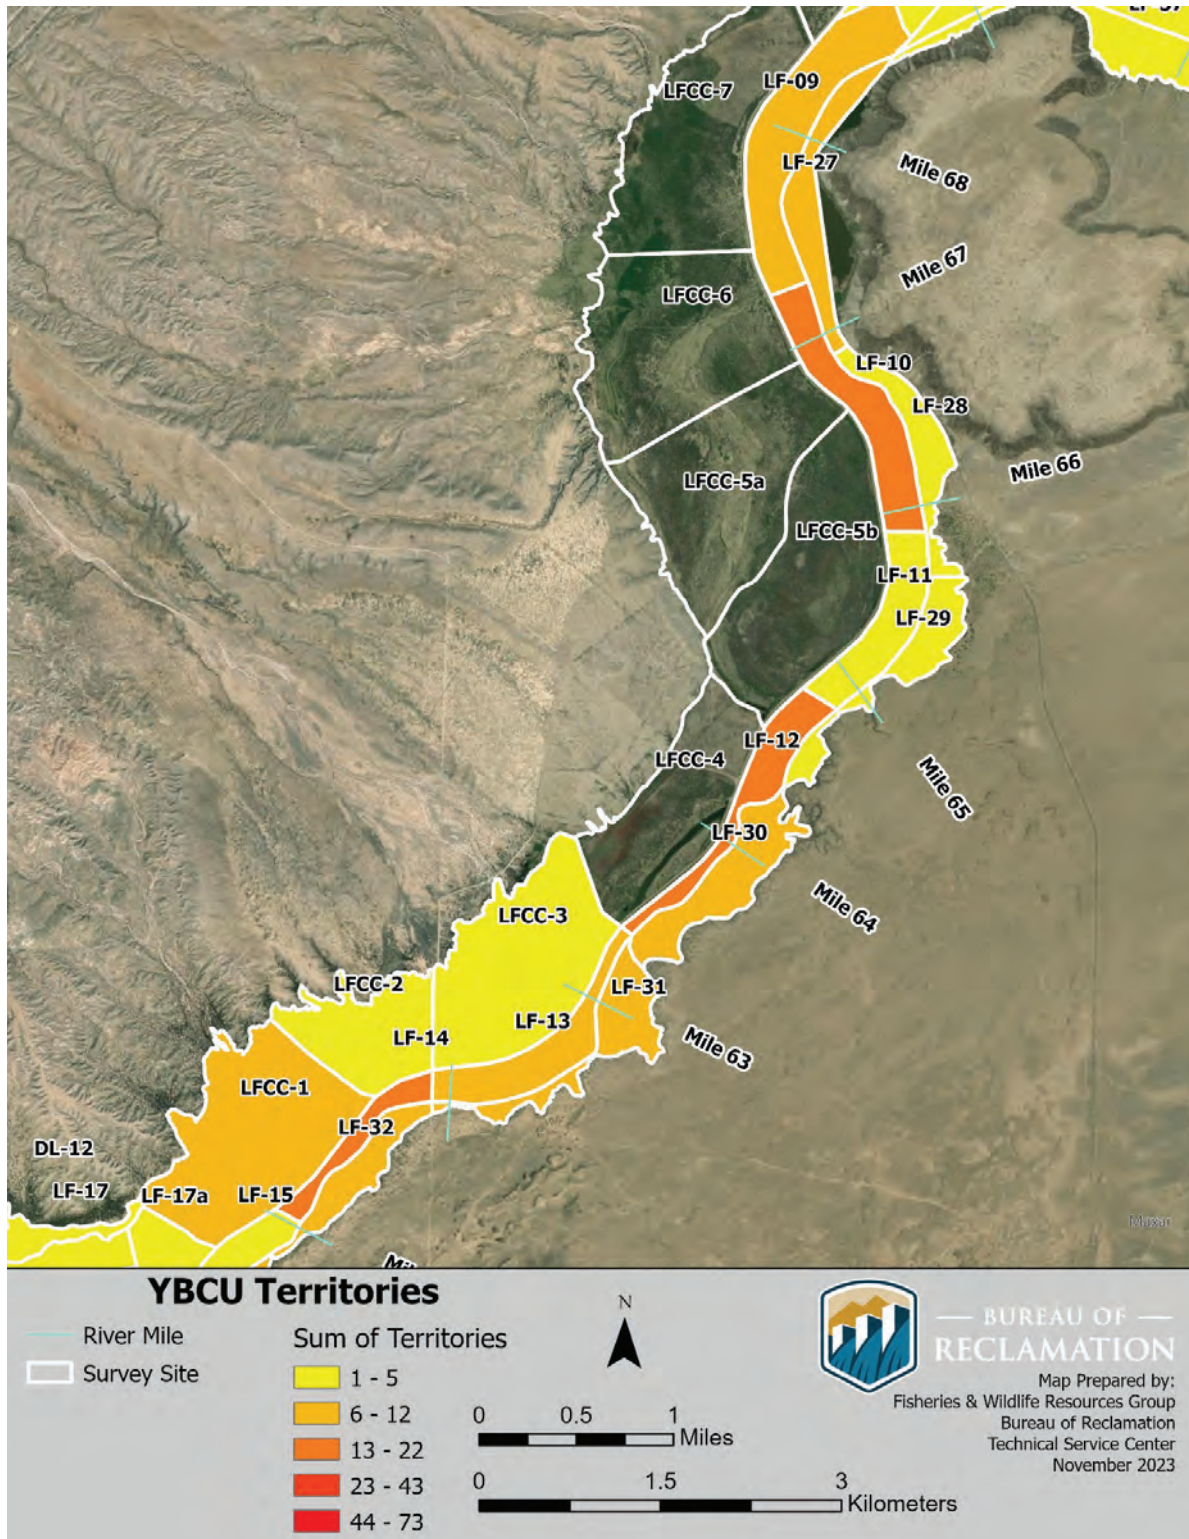 LF-37
LFCC-7
LF-09
LF-27
Mile 68
Mile 67
LFCC-6
LF-10
LF-28
Mile 66
LFCC-5a
LFCC-5b
LF-11
LF-29
LF-12
LFCC-4
Mile 65
LF-30
Mile 64
LFCC-3
LFCC-2
LF-31
LF-13
LF-14
Mile 63
LFCC-1
LF-32
DL-12
LF-17
LF-17a
LF-15
Maxar
YBCU Territories
River Mile
Survey Site
Sum of Territories
1 - 5
6 - 12
13 - 22
23 - 43
44 - 73
N
0 0.5 1
Miles
0 1.5 3
Kilometers
BUREAU OF
RECLAMATION
Map Prepared by:
Fisheries & Wildlife Resources Group
Bureau of Reclamation
Technical Service Center
November 2023